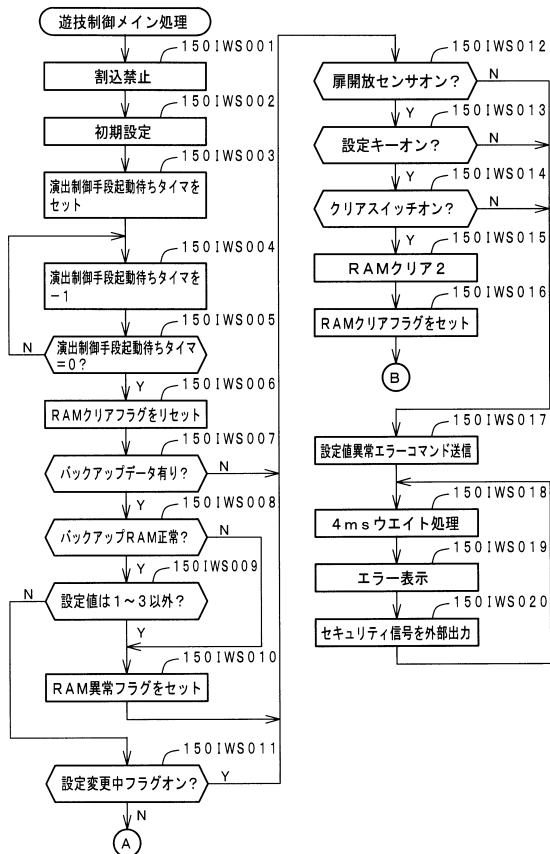 遊技制御メイン処理
150IWS001
割込禁止
150IWS002
初期設定
150IWS003
演出制御手段起動待ちタイマを
セット
150IWS004
演出制御手段起動待ちタイマを
−1
150IWS005
演出制御手段起動待ちタイマ
=0?
N
Y
150IWS006
RAMクリアフラグをリセット
150IWS007
バックアップデータ有り?
N
Y
150IWS008
バックアップRAM正常?
N
Y
150IWS009
設定値は1~3以外?
N
Y
150IWS010
RAM異常フラグをセット
150IWS011
設定変更中フラグオン?
Y
N
A
150IWS012
扉開放センサオン?
N
Y
150IWS013
設定キーオン?
N
Y
150IWS014
クリアスイッチオン?
N
Y
150IWS015
RAMクリア2
150IWS016
RAMクリアフラグをセット
B
150IWS017
設定値異常エラーコマンド送信
150IWS018
4msウエイト処理
150IWS019
エラー表示
150IWS020
セキュリティ信号を外部出力